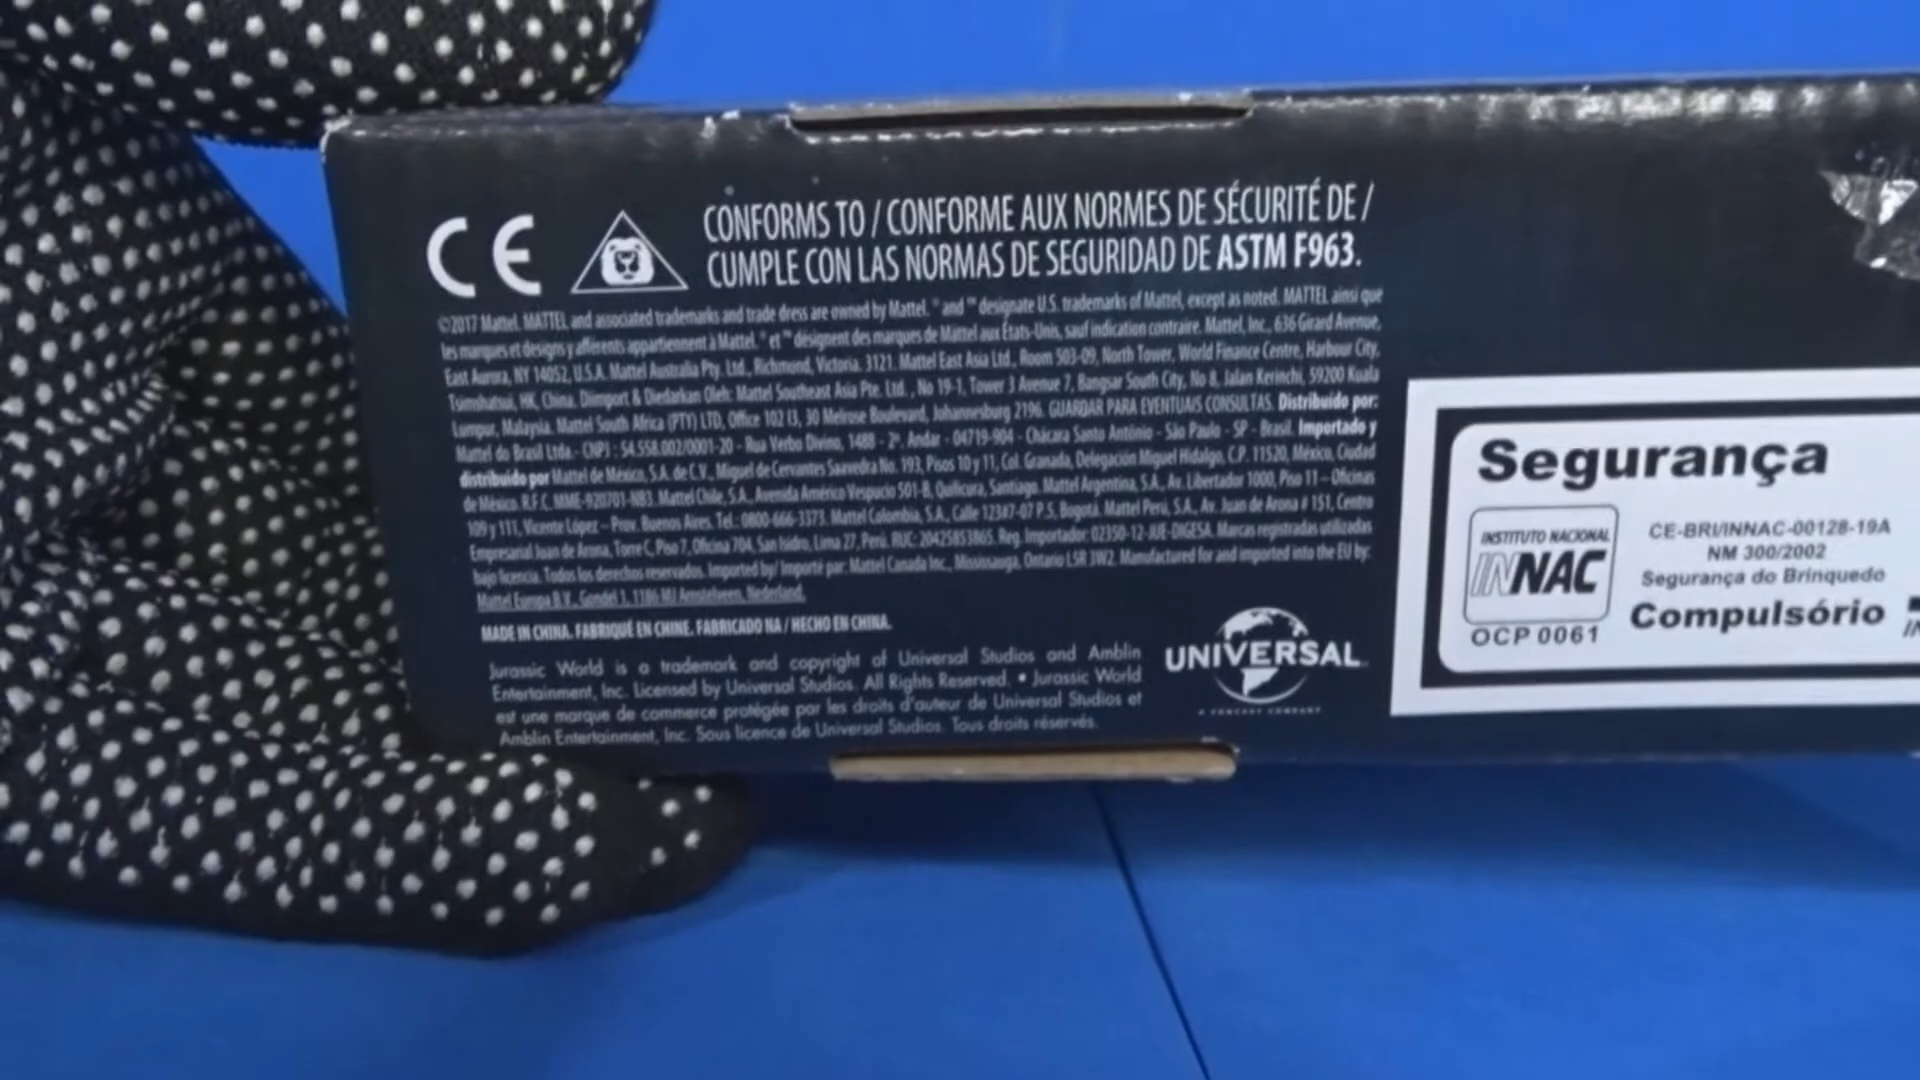 CE
CONFORMS TO / CONFORME AUX NORMES DE SÉCURITÉ DE /
CUMPLE CON LAS NORMAS DE SEGURIDAD DE ASTM F963.
©2017 Mattel. MATTEL and associated trademarks and trade dress are owned by Mattel. ® and ™ designate U.S. trademarks of Mattel, except as noted. MATTEL ainsi que
les marques et designs y afférents appartiennent à Mattel. ® et ™ désignent des marques de Mattel aux États-Unis, sauf indication contraire. Mattel, Inc., 636 Girard Avenue,
East Aurora, NY 14052, U.S.A. Mattel Australia Pty. Ltd., Richmond, Victoria. 3121. Mattel East Asia Ltd., Room 503-09, North Tower, World Finance Centre, Harbour City,
Tsimshatsui, HK, China. Diimport & Diedarkan Oleh: Mattel Southeast Asia Pte. Ltd., No 19-1, Tower 3 Avenue 7, Bangsar South City, No 8, Jalan Kerinchi, 59200 Kuala
Lumpur, Malaysia. Mattel South Africa (PTY) LTD, Office 102 I3, 30 Melrose Boulevard, Johannesburg 2196. GUARDAR PARA EVENTUAIS CONSULTAS. Distribuido por:
Mattel do Brasil Ltda.- CNPJ : 54.558.002/0001-20 - Rua Verbo Divino, 1488 - 2º. Andar - 04719-904 - Chácara Santo Antônio - São Paulo - SP - Brasil. Importado y
distribuido por Mattel de México, S.A. de C.V., Miguel de Cervantes Saavedra No. 193, Pisos 10 y 11, Col. Granada, Delegación Miguel Hidalgo, C.P. 11520, México, Ciudad
de México. R.F.C. MME-920701-NB3. Mattel Chile, S.A., Avenida Américo Vespucio 501-B, Quilicura, Santiago. Mattel Argentina, S.A., Av. Libertador 1000, Piso 11 – Oficinas
109 y 111, Vicente López – Prov. Buenos Aires. Tel.: 0800-666-3373. Mattel Colombia, S.A., Calle 123#7-07 P.5, Bogotá. Mattel Perú, S.A., Av. Juan de Arona # 151, Centro
Empresarial Juan de Arona, Torre C, Piso 7, Oficina 704, San Isidro, Lima 27, Perú. RUC: 20425853865. Reg. Importador: 02350-12-JUE-DIGESA. Marcas registradas utilizadas
bajo licencia. Todos los derechos reservados. Imported by/ Importé par: Mattel Canada Inc., Mississauga, Ontario L5R 3W2. Manufactured for and imported into the EU by:
Mattel Europa B.V., Gondel 1, 1186 MJ Amstelveen, Nederland.
MADE IN CHINA. FABRIQUÉ EN CHINE. FABRICADO NA / HECHO EN CHINA.
Jurassic World is a trademark and copyright of Universal Studios and Amblin
Entertainment, Inc. Licensed by Universal Studios. All Rights Reserved. • Jurassic World
est une marque de commerce protégée par les droits d'auteur de Universal Studios et
Amblin Entertainment, Inc. Sous licence de Universal Studios. Tous droits réservés.
UNIVERSAL
A COMCAST COMPANY
Segurança
INSTITUTO NACIONAL
INNAC
OCP 0061
CE-BRI/INNAC-00128-19A
NM 300/2002
Segurança do Brinquedo
Compulsório